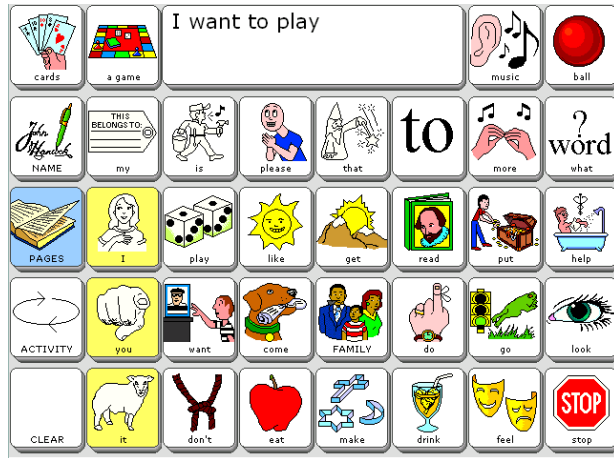 I want to play
cards
a game
music
ball
John Hancock
THIS BELONGS TO:
to
?
word
NAME
my
is
please
that
more
what
PAGES
I
play
like
get
read
put
help
ACTIVITY
you
want
come
FAMILY
do
go
look
STOP
CLEAR
it
don't
eat
make
drink
feel
stop